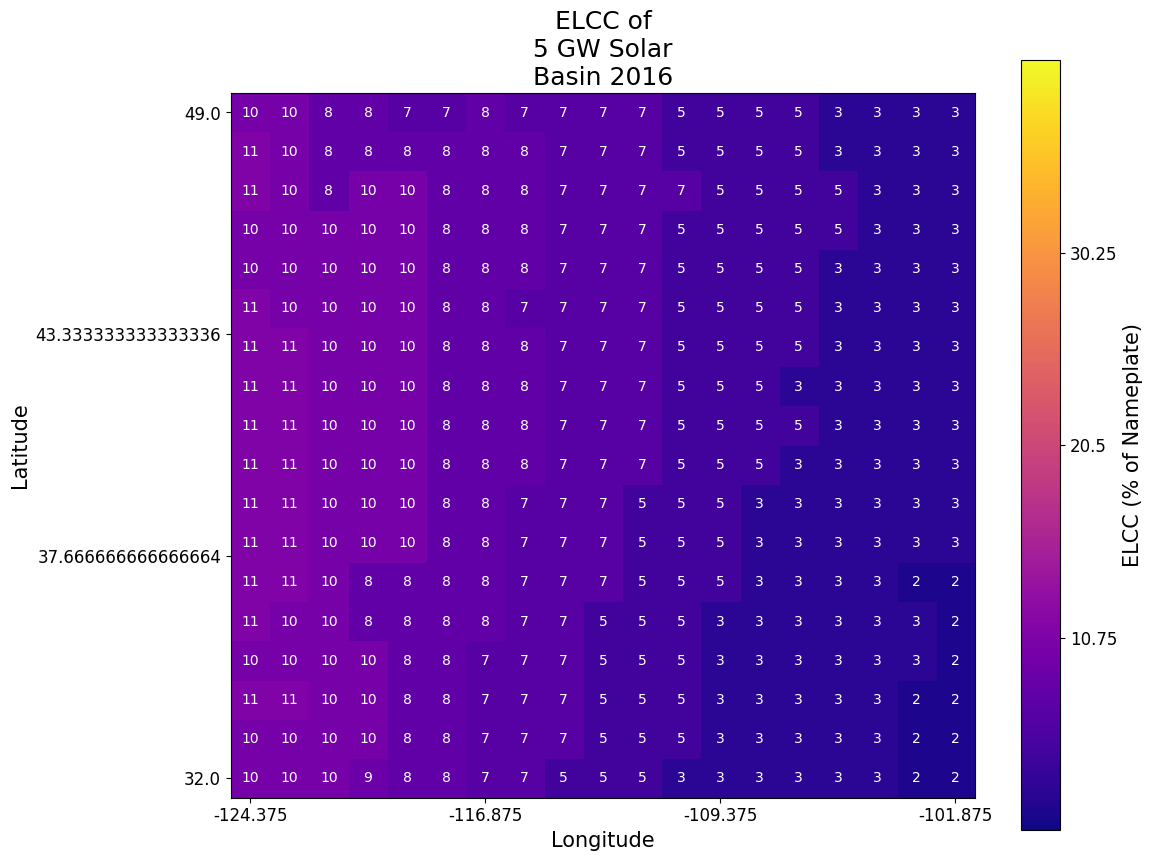 ELCC of
5 GW Solar
Basin 2016
49.0
10 10 8 8 7 7 8 7 7 7 7 5 5 5 5 3 3 3 3
11 10 8 8 8 8 8 8 7 7 7 5 5 5 5 3 3 3 3
11 10 8 10 10 8 8 8 7 7 7 7 5 5 5 5 3 3 3
10 10 10 10 10 8 8 8 7 7 7 5 5 5 5 5 3 3 3
10 10 10 10 10 8 8 8 7 7 7 5 5 5 5 3 3 3 3
11 10 10 10 10 8 8 7 7 7 7 5 5 5 5 3 3 3 3
43.333333333333336
11 11 10 10 10 8 8 8 7 7 7 5 5 5 5 3 3 3 3
11 11 10 10 10 8 8 8 7 7 7 5 5 5 3 3 3 3 3
11 11 10 10 10 8 8 8 7 7 7 5 5 5 5 3 3 3 3
11 11 10 10 10 8 8 8 7 7 7 5 5 5 3 3 3 3 3
11 11 10 10 10 8 8 7 7 7 5 5 5 3 3 3 3 3 3
11 11 10 10 10 8 8 7 7 7 5 5 5 3 3 3 3 3 3
37.666666666666664
11 11 10 8 8 8 8 7 7 7 5 5 5 3 3 3 3 2 2
11 10 10 8 8 8 8 7 7 5 5 5 3 3 3 3 3 3 2
10 10 10 10 8 8 7 7 7 5 5 5 3 3 3 3 3 3 2
11 11 10 10 8 8 7 7 7 5 5 5 3 3 3 3 3 2 2
10 10 10 10 8 8 7 7 7 5 5 5 3 3 3 3 3 2 2
32.0
10 10 10 9 8 8 7 7 5 5 5 3 3 3 3 3 3 2 2
-124.375 -116.875 -109.375 -101.875
Longitude
Latitude
30.25
20.5
10.75
ELCC (% of Nameplate)